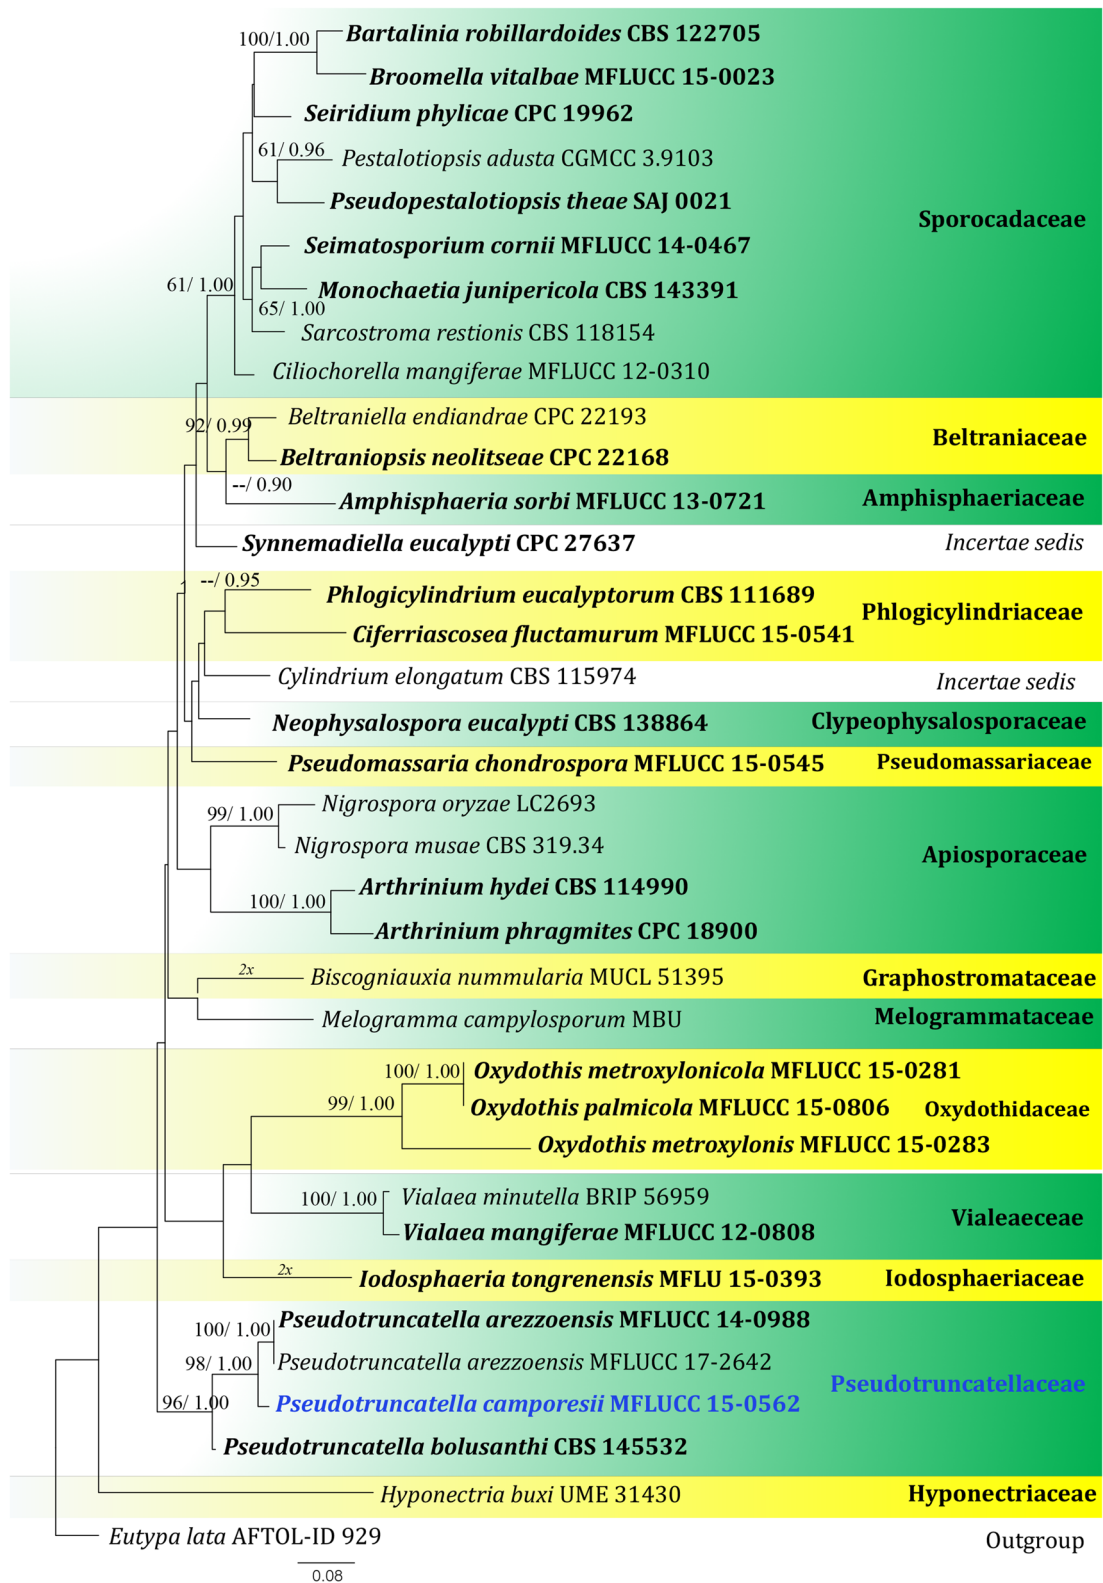 100/1.00
Bartalinia robillardoides CBS 122705
Broomella vitalbae MFLUCC 15-0023
Seiridium phylicae CPC 19962
61/ 0.96
Pestalotiopsis adusta CGMCC 3.9103
Pseudopestalotiopsis theae SAJ 0021
Sporocadaceae
Seimatosporium cornii MFLUCC 14-0467
61/ 1.00
Monochaetia junipericola CBS 143391
65/ 1.00
Sarcostroma restionis CBS 118154
Ciliochorella mangiferae MFLUCC 12-0310
Beltraniella endiandrae CPC 22193
92/ 0.99
Beltraniaceae
Beltraniopsis neolitseae CPC 22168
--/ 0.90
Amphisphaeria sorbi MFLUCC 13-0721
Amphisphaeriaceae
Synnemadiella eucalypti CPC 27637
Incertae sedis
--/ 0.95
Phlogicylindrium eucalyptorum CBS 111689
Phlogicylindriaceae
Ciferriascosea fluctamurum MFLUCC 15-0541
Cylindrium elongatum CBS 115974
Incertae sedis
Neophysalospora eucalypti CBS 138864
Clypeophysalosporaceae
Pseudomassaria chondrospora MFLUCC 15-0545
Pseudomassariaceae
Nigrospora oryzae LC2693
99/ 1.00
Nigrospora musae CBS 319.34
Apiosporaceae
Arthrinium hydei CBS 114990
100/ 1.00
Arthrinium phragmites CPC 18900
2x
Biscogniauxia nummularia MUCL 51395
Graphostromataceae
Melogramma campylosporum MBU
Melogrammataceae
100/ 1.00
Oxydothis metroxylonicola MFLUCC 15-0281
99/ 1.00
Oxydothis palmicola MFLUCC 15-0806
Oxydothidaceae
Oxydothis metroxylonis MFLUCC 15-0283
100/ 1.00
Vialaea minutella BRIP 56959
Vialeaeceae
Vialaea mangiferae MFLUCC 12-0808
2x
Iodosphaeria tongrenensis MFLU 15-0393
Iodosphaeriaceae
Pseudotruncatella arezzoensis MFLUCC 14-0988
100/ 1.00
98/ 1.00
Pseudotruncatella arezzoensis MFLUCC 17-2642
Pseudotruncatellaceae
96/ 1.00
Pseudotruncatella camporesii MFLUCC 15-0562
Pseudotruncatella bolusanthi CBS 145532
Hyponectria buxi UME 31430
Hyponectriaceae
Eutypa lata AFTOL-ID 929
Outgroup
0.08